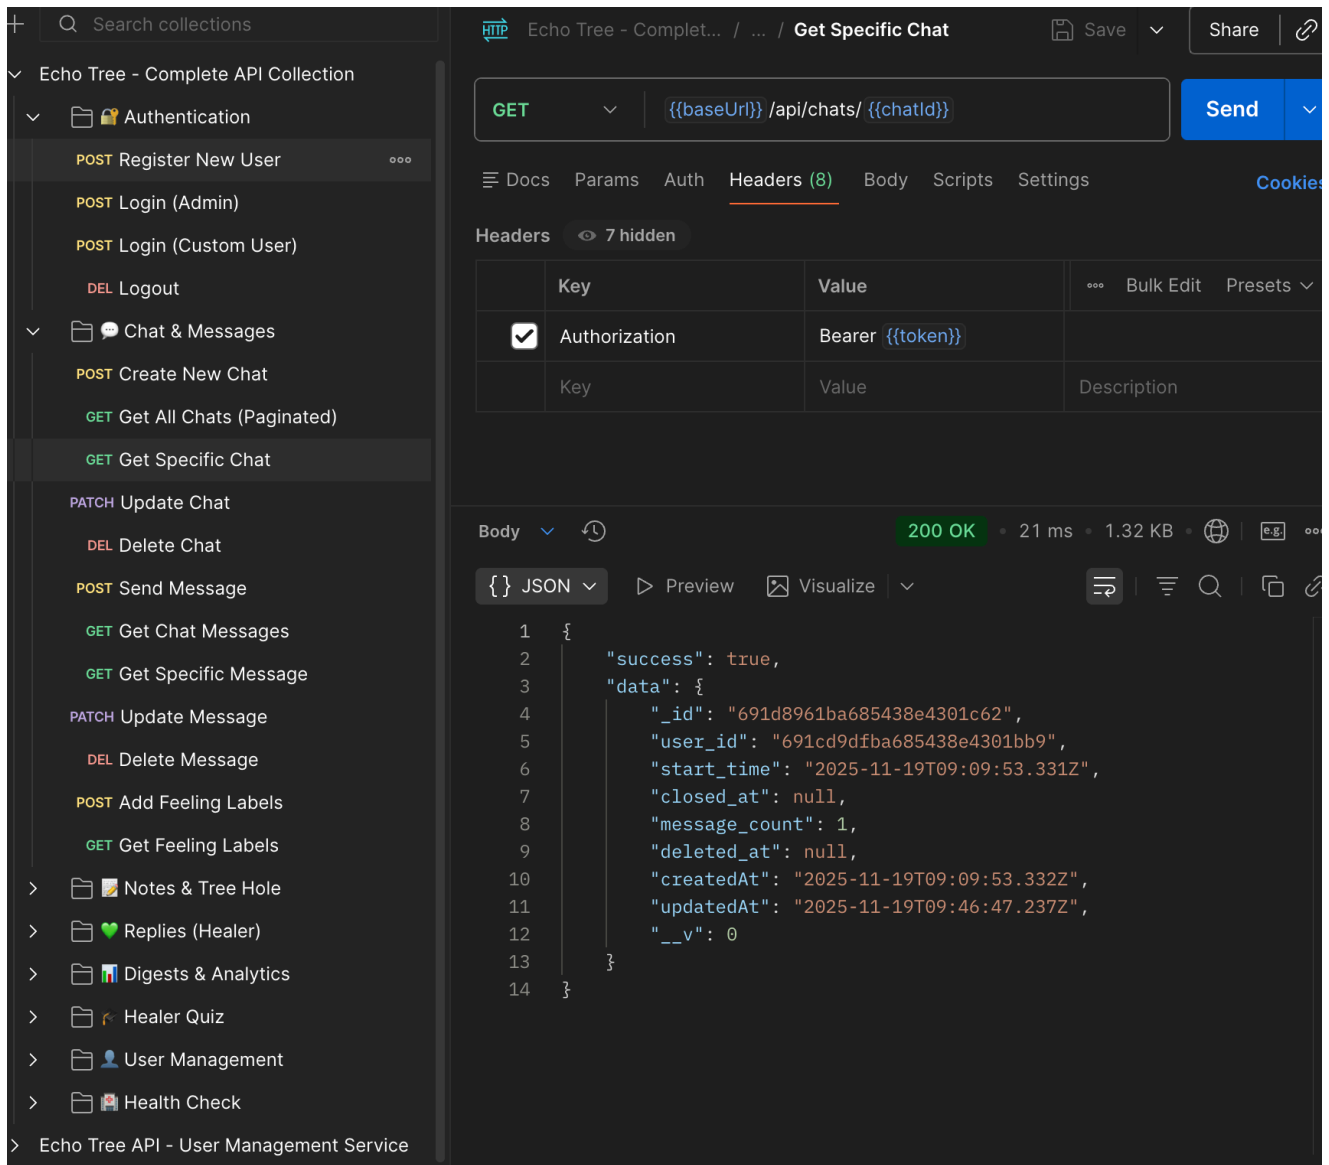 Search collections
Echo Tree - Complete API Collection
Authentication
POST Register New User
POST Login (Admin)
POST Login (Custom User)
DEL Logout
Chat & Messages
POST Create New Chat
GET Get All Chats (Paginated)
GET Get Specific Chat
PATCH Update Chat
DEL Delete Chat
POST Send Message
GET Get Chat Messages
GET Get Specific Message
PATCH Update Message
DEL Delete Message
POST Add Feeling Labels
GET Get Feeling Labels
Notes & Tree Hole
Replies (Healer)
Digests & Analytics
Healer Quiz
User Management
Health Check
Echo Tree API - User Management Service
HTTP Echo Tree - Complet... / ... / Get Specific Chat Save Share
GET {{baseUrl}} /api/chats/ {{chatId}} Send
Docs Params Auth Headers (8) Body Scripts Settings Cookies
Headers 7 hidden
Key Value Bulk Edit Presets
Authorization Bearer {{token}}
Key Value Description
Body 200 OK • 21 ms • 1.32 KB • e.g.
{} JSON Preview Visualize
1 {
2 "success": true,
3 "data": {
4 "_id": "691d8961ba685438e4301c62",
5 "user_id": "691cd9dfba685438e4301bb9",
6 "start_time": "2025-11-19T09:09:53.331Z",
7 "closed_at": null,
8 "message_count": 1,
9 "deleted_at": null,
10 "createdAt": "2025-11-19T09:09:53.332Z",
11 "updatedAt": "2025-11-19T09:46:47.237Z",
12 "__v": 0
13 }
14 }